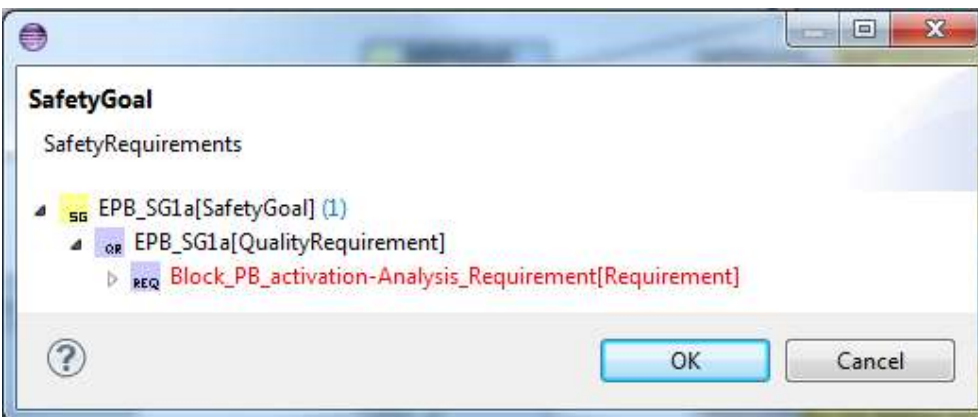 SafetyGoal
SafetyRequirements
SG EPB_SG1a[SafetyGoal] (1)
QR EPB_SG1a[QualityRequirement]
REQ Block_PB_activation-Analysis_Requirement[Requirement]
? OK Cancel